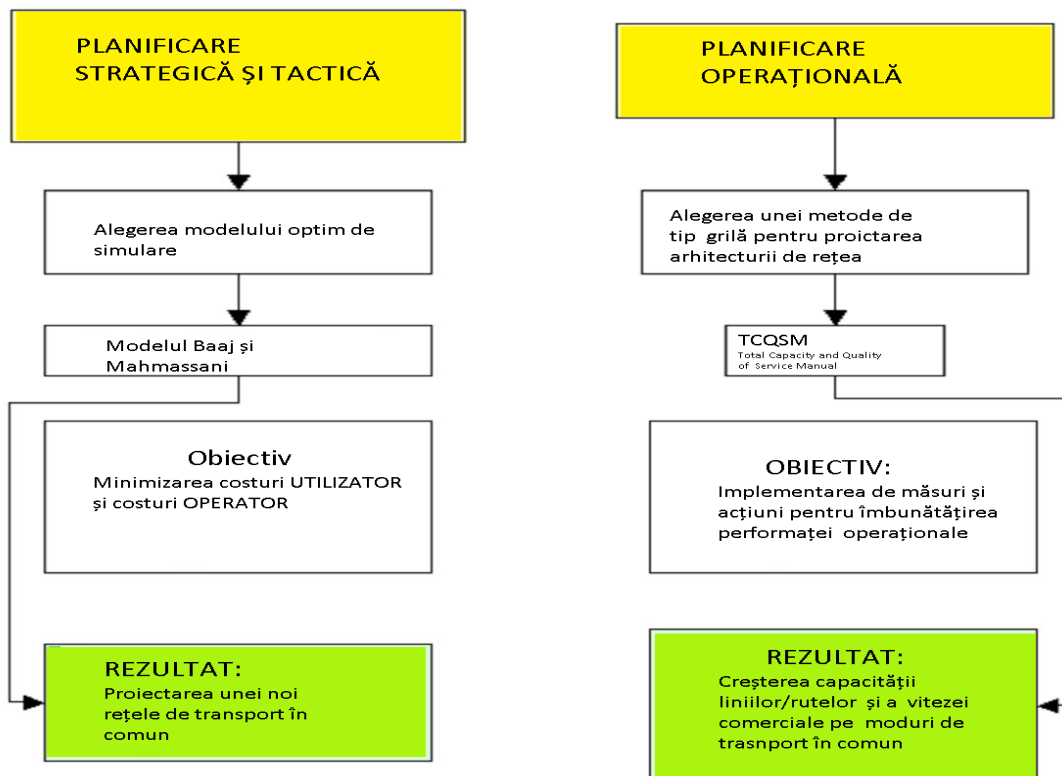 PLANIFICARE
STRATEGICĂ ȘI TACTICĂ
Alegerea modelului optim de
simulare
Modelul Baaj și
Mahmassani
Obiectiv
Minimizarea costuri UTILIZATOR
și costuri OPERATOR
REZULTAT:
Proiectarea unei noi
rețele de transport în
comun
PLANIFICARE
OPERAȚIONALĂ
Alegerea unei metode de
tip grilă pentru proictarea
arhitecturii de rețea
TCQSM
Total Capacity and Quality
of Service Manual
OBIECTIV:
Implementarea de măsuri și
acțiuni pentru îmbunătățirea
performaței operaționale
REZULTAT:
Creșterea capacității
liniilor/rutelor și a vitezei
comerciale pe moduri de
trasnport în comun